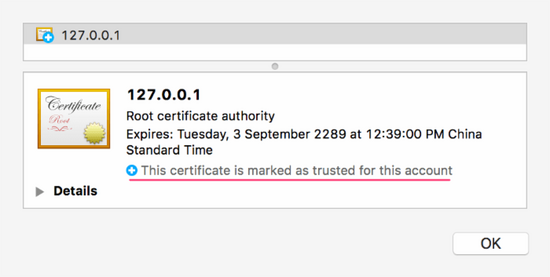 127.0.0.1
Certificate
Root
127.0.0.1
Root certificate authority
Expires: Tuesday, 3 September 2289 at 12:39:00 PM China
Standard Time
This certificate is marked as trusted for this account
Details
OK